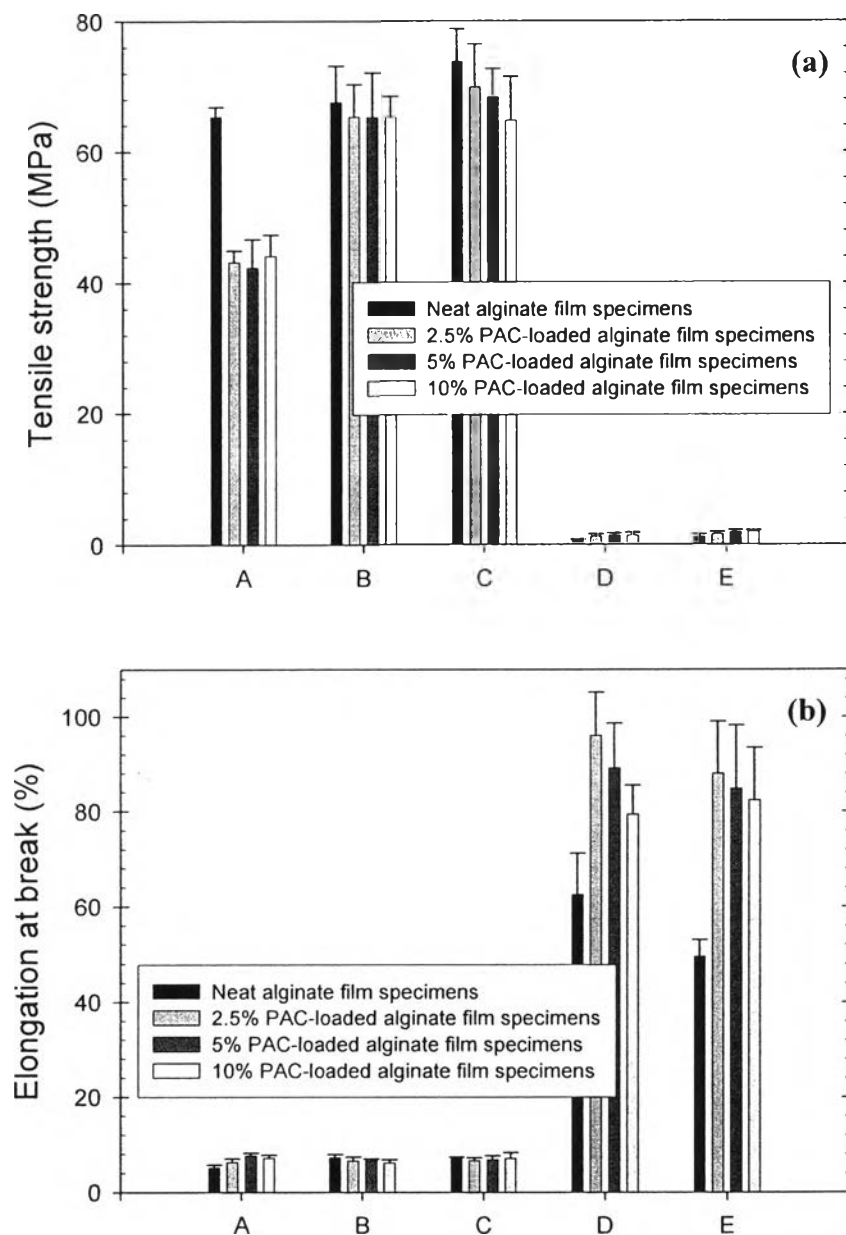 (a)
Tensile strength (MPa)
80
60
40
20
0
Neat alginate film specimens
2.5% PAC-loaded alginate film specimens
5% PAC-loaded alginate film specimens
10% PAC-loaded alginate film specimens
A B C D E
(b)
Elongation at break (%)
100
80
60
40
20
0
Neat alginate film specimens
2.5% PAC-loaded alginate film specimens
5% PAC-loaded alginate film specimens
10% PAC-loaded alginate film specimens
A B C D E